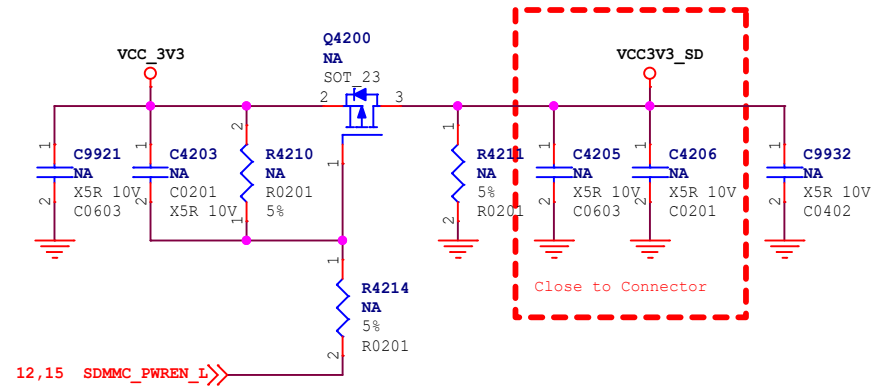 Q4200
NA
SOT_23
VCC_3V3
VCC3V3_SD
2
3
1
1
1
2
1
1
1
1
C9921
NA
X5R 10V
C0603
2
C4203
NA
C0201
X5R 10V
2
R4210
NA
R0201
5%
1
R4211
NA
5%
R0201
2
C4205
NA
X5R 10V
C0603
2
C4206
NA
X5R 10V
C0201
2
C9932
NA
X5R 10V
C0402
2
1
R4214
NA
5%
R0201
2
Close to Connector
12,15 SDMMC_PWREN_L